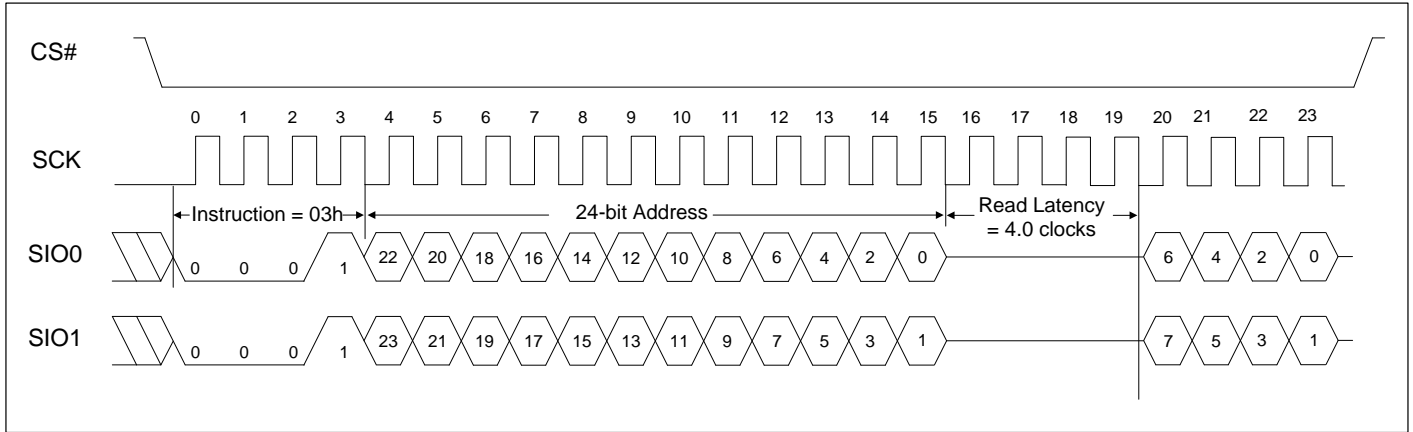 CS#
0 1 2 3 4 5 6 7 8 9 10 11 12 13 14 15 16 17 18 19 20 21 22 23
SCK
Instruction = 03h
24-bit Address
Read Latency
= 4.0 clocks
SIO0
0 0 0 1 22 20 18 16 14 12 10 8 6 4 2 0 6 4 2 0
SIO1
0 0 0 1 23 21 19 17 15 13 11 9 7 5 3 1 7 5 3 1